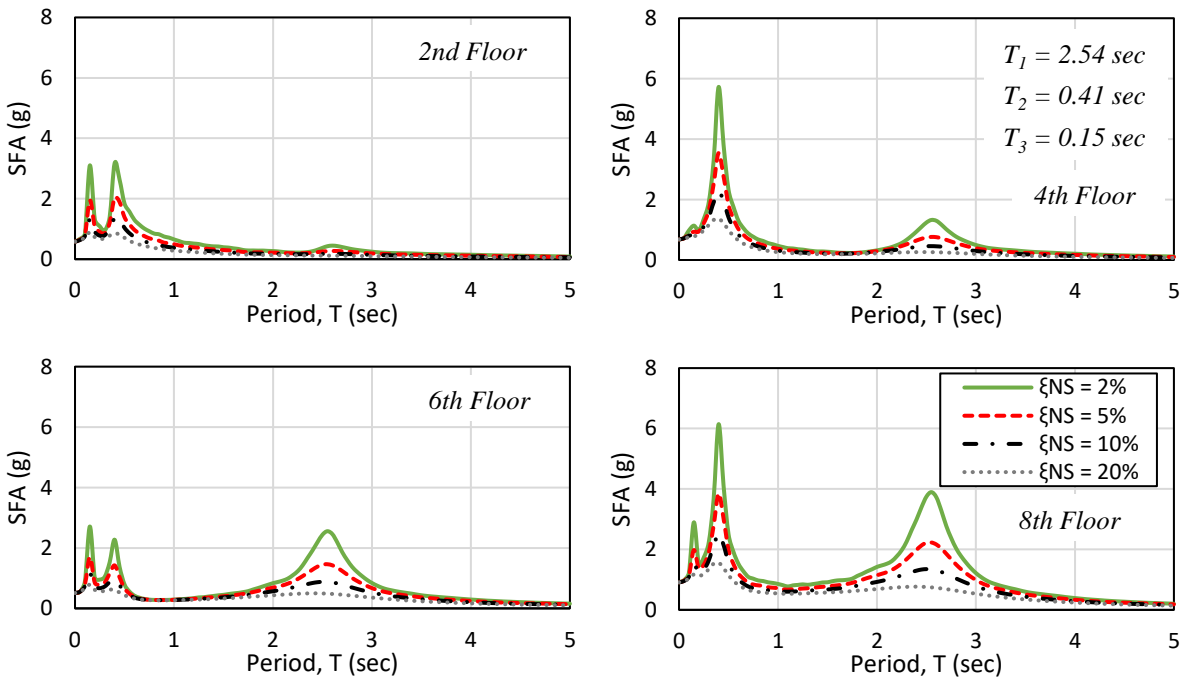 8
6
4
2
0
SFA (g)
2nd Floor
0 1 2 3 4 5
Period, T (sec)
8
6
4
2
0
SFA (g)
T1 = 2.54 sec
T2 = 0.41 sec
T3 = 0.15 sec
4th Floor
0 1 2 3 4 5
Period, T (sec)
8
6
4
2
0
SFA (g)
6th Floor
0 1 2 3 4 5
Period, T (sec)
8
6
4
2
0
SFA (g)
ξNS = 2%
ξNS = 5%
ξNS = 10%
ξNS = 20%
8th Floor
0 1 2 3 4 5
Period, T (sec)